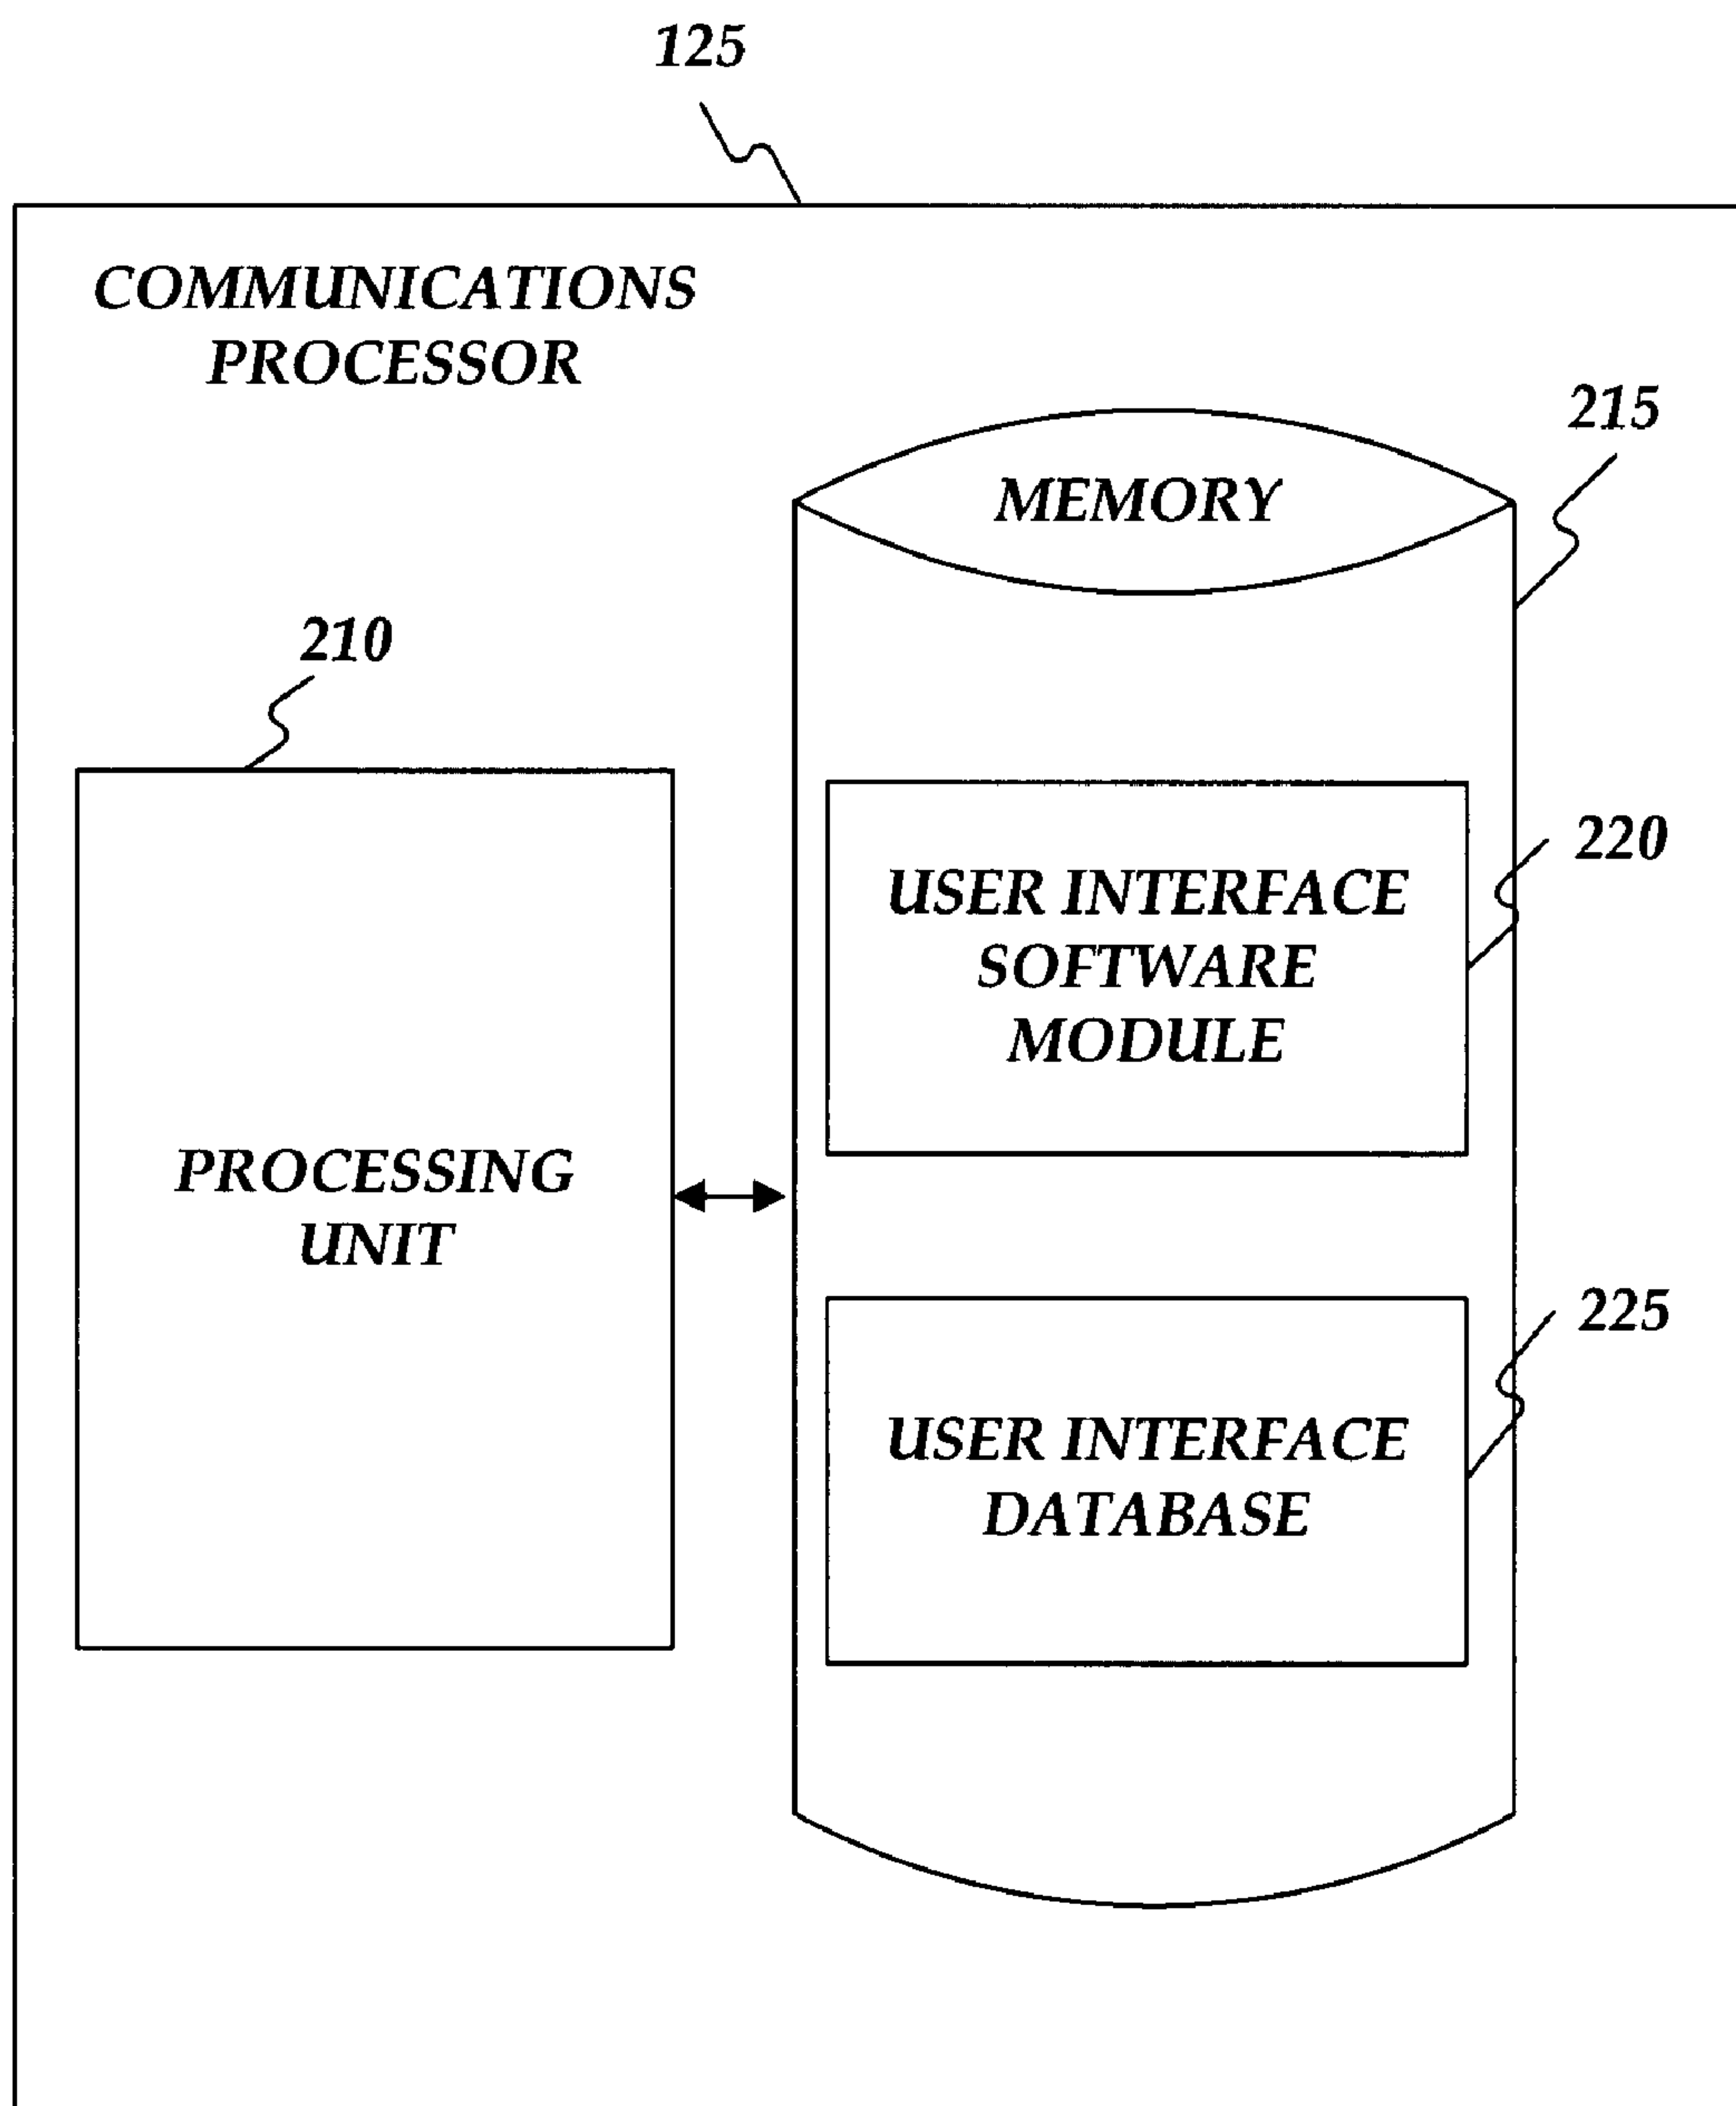 125
COMMUNICATIONS
PROCESSOR
215
MEMORY
210
220
USER INTERFACE
SOFTWARE
MODULE
PROCESSING
UNIT
225
USER INTERFACE
DATABASE